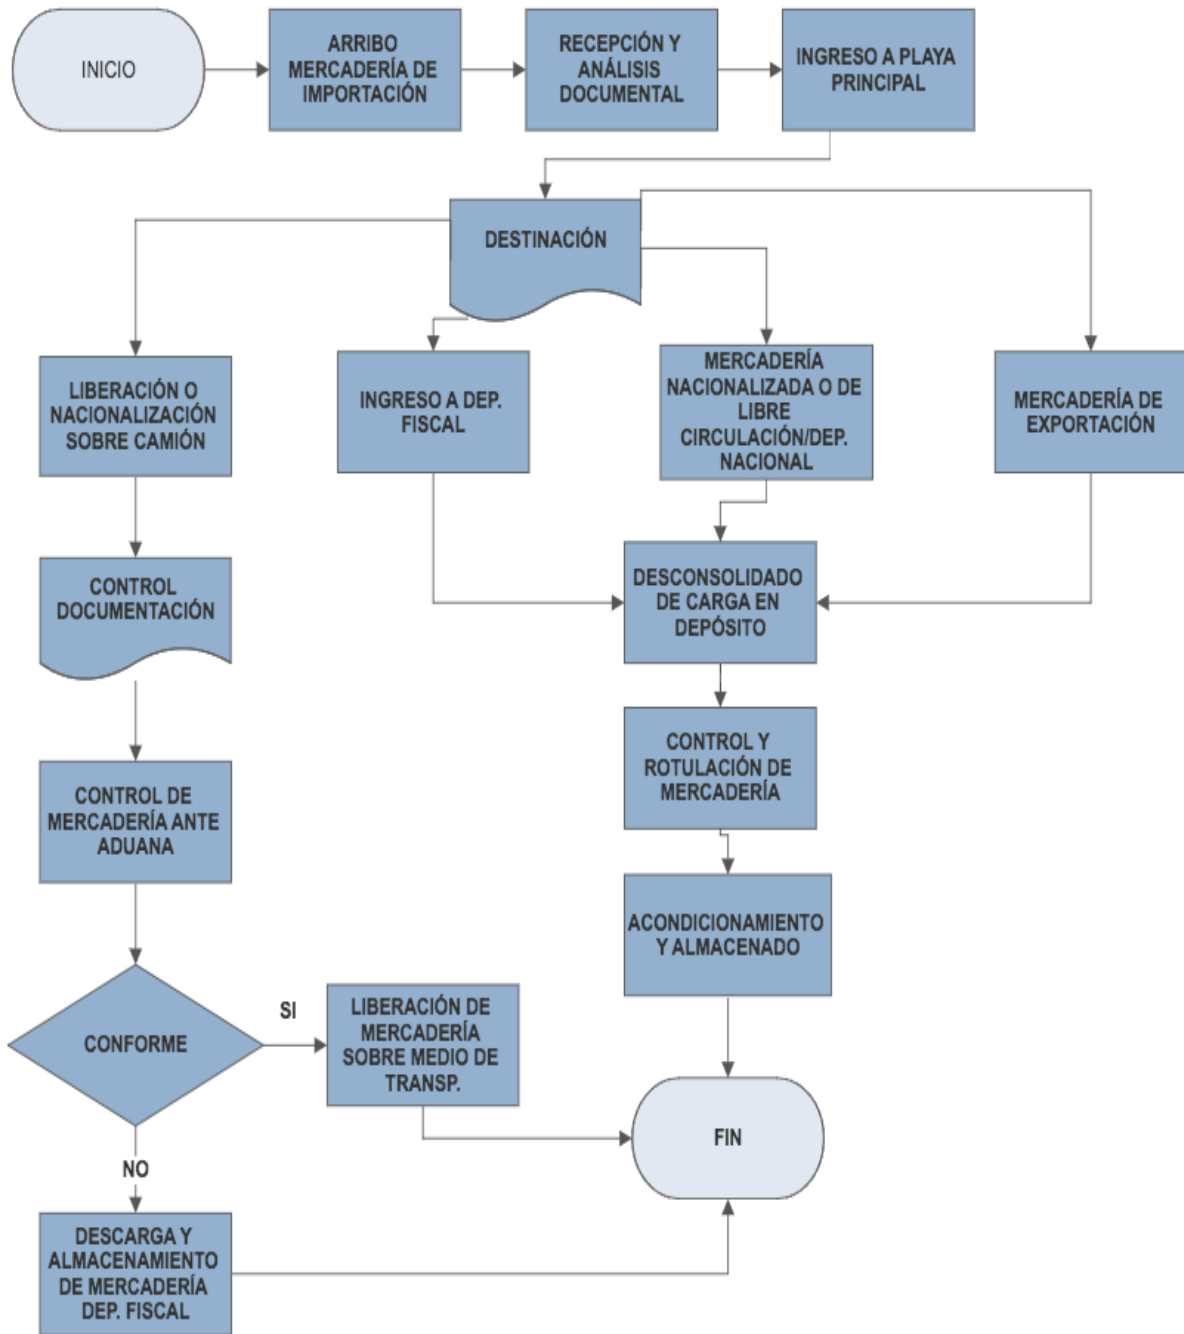 INICIO
ARRIBO
MERCADERÍA DE
IMPORTACIÓN
RECEPCIÓN Y
ANÁLISIS
DOCUMENTAL
INGRESO A PLAYA
PRINCIPAL
DESTINACIÓN
LIBERACIÓN O
NACIONALIZACIÓN
SOBRE CAMIÓN
INGRESO A DEP.
FISCAL
MERCADERÍA
NACIONALIZADA O DE
LIBRE
CIRCULACIÓN/DEP.
NACIONAL
MERCADERÍA DE
EXPORTACIÓN
CONTROL
DOCUMENTACIÓN
DESCONSOLIDADO
DE CARGA EN
DEPÓSITO
CONTROL DE
MERCADERÍA ANTE
ADUANA
CONTROL Y
ROTULACIÓN DE
MERCADERÍA
ACONDICIONAMIENTO
Y ALMACENADO
CONFORME
SI
LIBERACIÓN DE
MERCADERÍA
SOBRE MEDIO DE
TRANSP.
FIN
NO
DESCARGA Y
ALMACENAMIENTO
DE MERCADERÍA
DEP. FISCAL